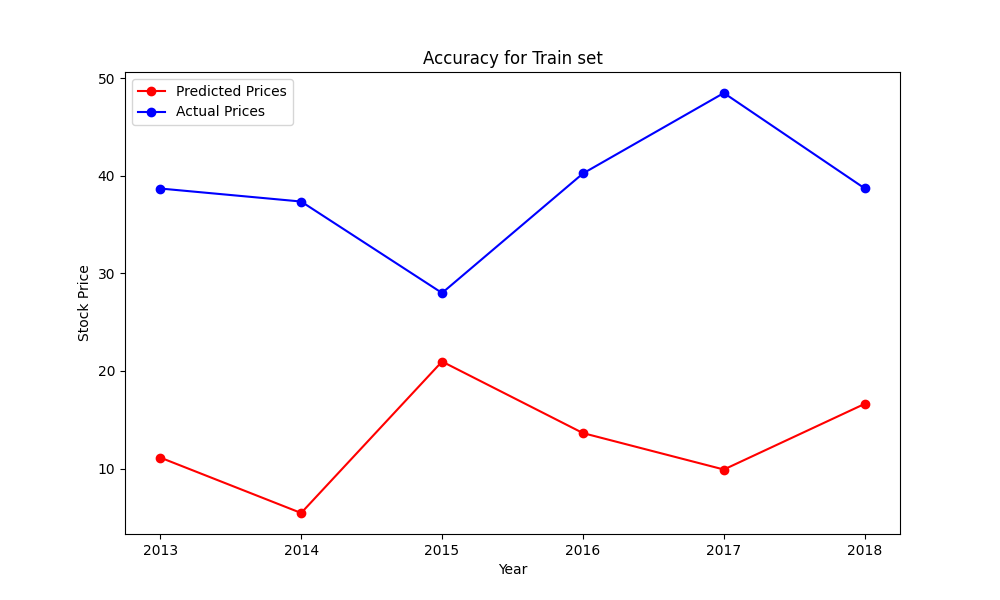 Accuracy for Train set
Predicted Prices
Actual Prices
50
40
30
20
10
Stock Price
2013 2014 2015 2016 2017 2018
Year